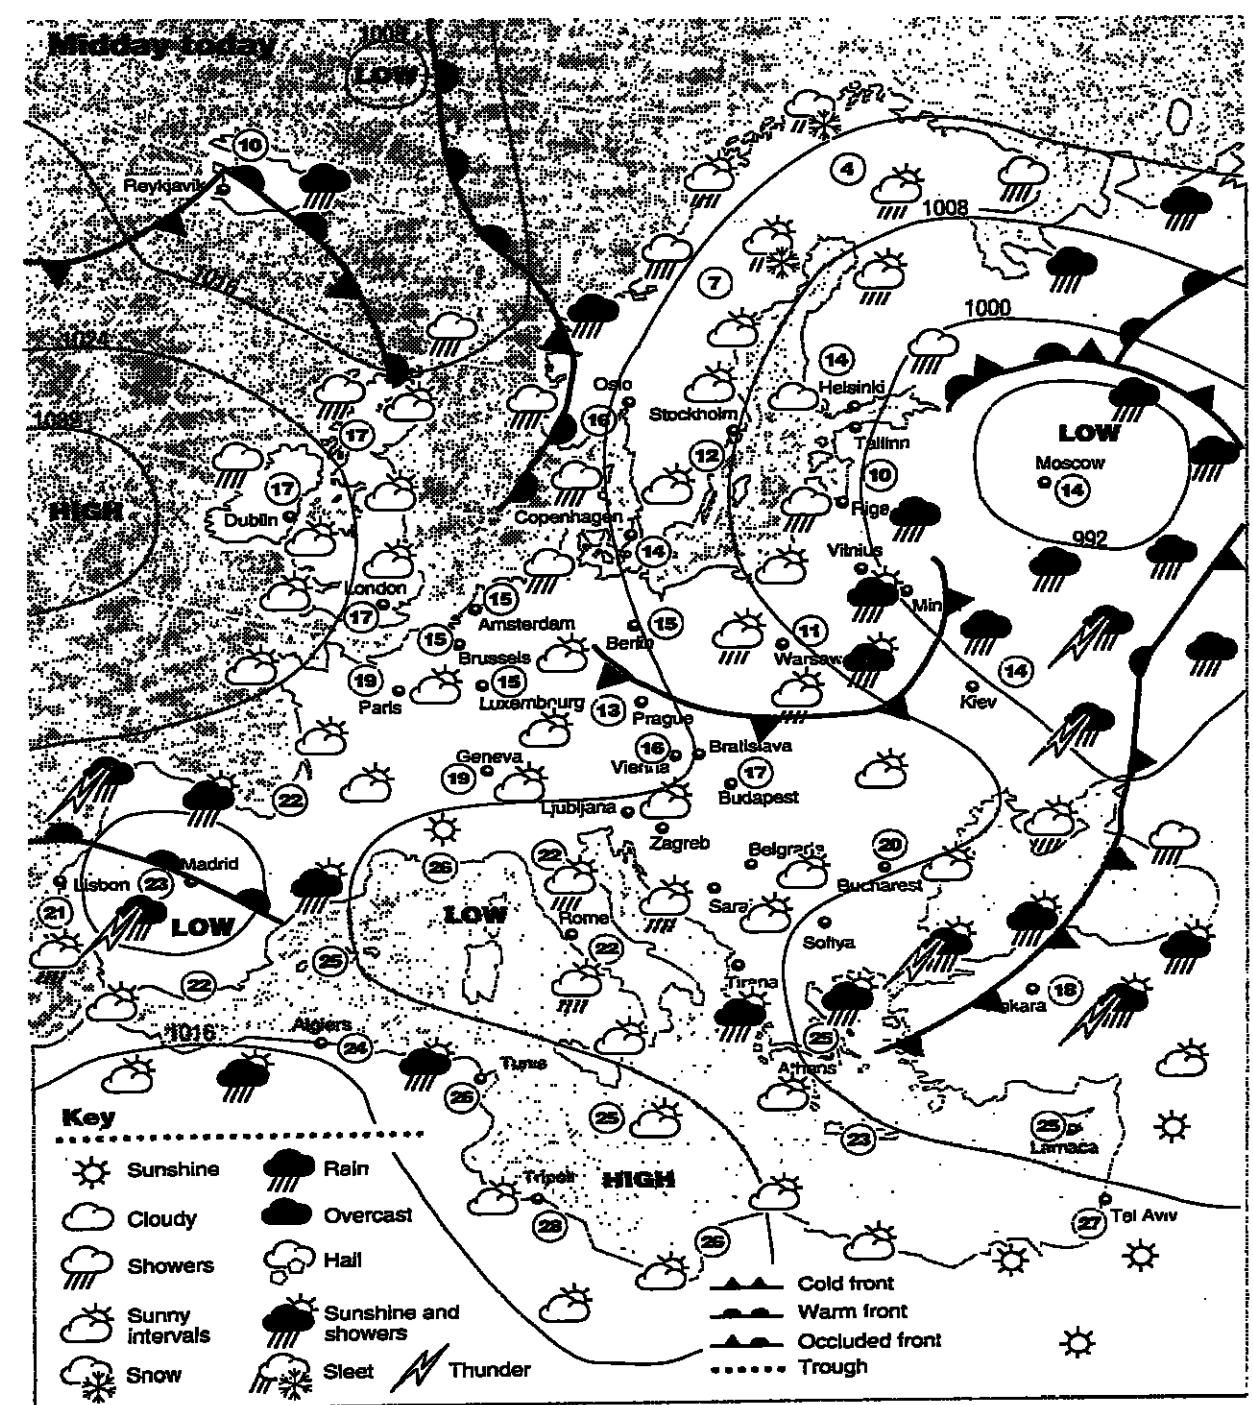 Midday today
1008
LOW
10
Reykjavik
4
1008
1016
7
1000
1024
14
Helsinki
Oslo
16
Stockholm
Tallinn
LOW
Moscow
14
992
17
12
10
Riga
HIGH
17
Dublin
Copenhagen
14
Vilnius
London
17
15
Amsterdam
Min
15
Brussels
Berlin
15
11
Warsaw
19
Paris
15
Luxembourg
13
Prague
14
Kiev
Geneva
19
16
Vienna
Bratislava
17
Budapest
22
Ljubljana
Zagreb
Madrid
Lisbon
23
21
LOW
26
22
LOW
Rome
22
Belgrade
20
Bucharest
Sara
Sofiya
Tirana
25
22
1016
Algiers
24
Tunis
26
25
Athens
23
akara
18
25
Larnaca
25
HIGH
Tripoli
28
26
27
Tel Aviv
Key
Sunshine
Rain
Cloudy
Overcast
Showers
Hail
Sunny
intervals
Sunshine and
showers
Snow
Sleet
Thunder
Cold front
Warm front
Occluded front
Trough